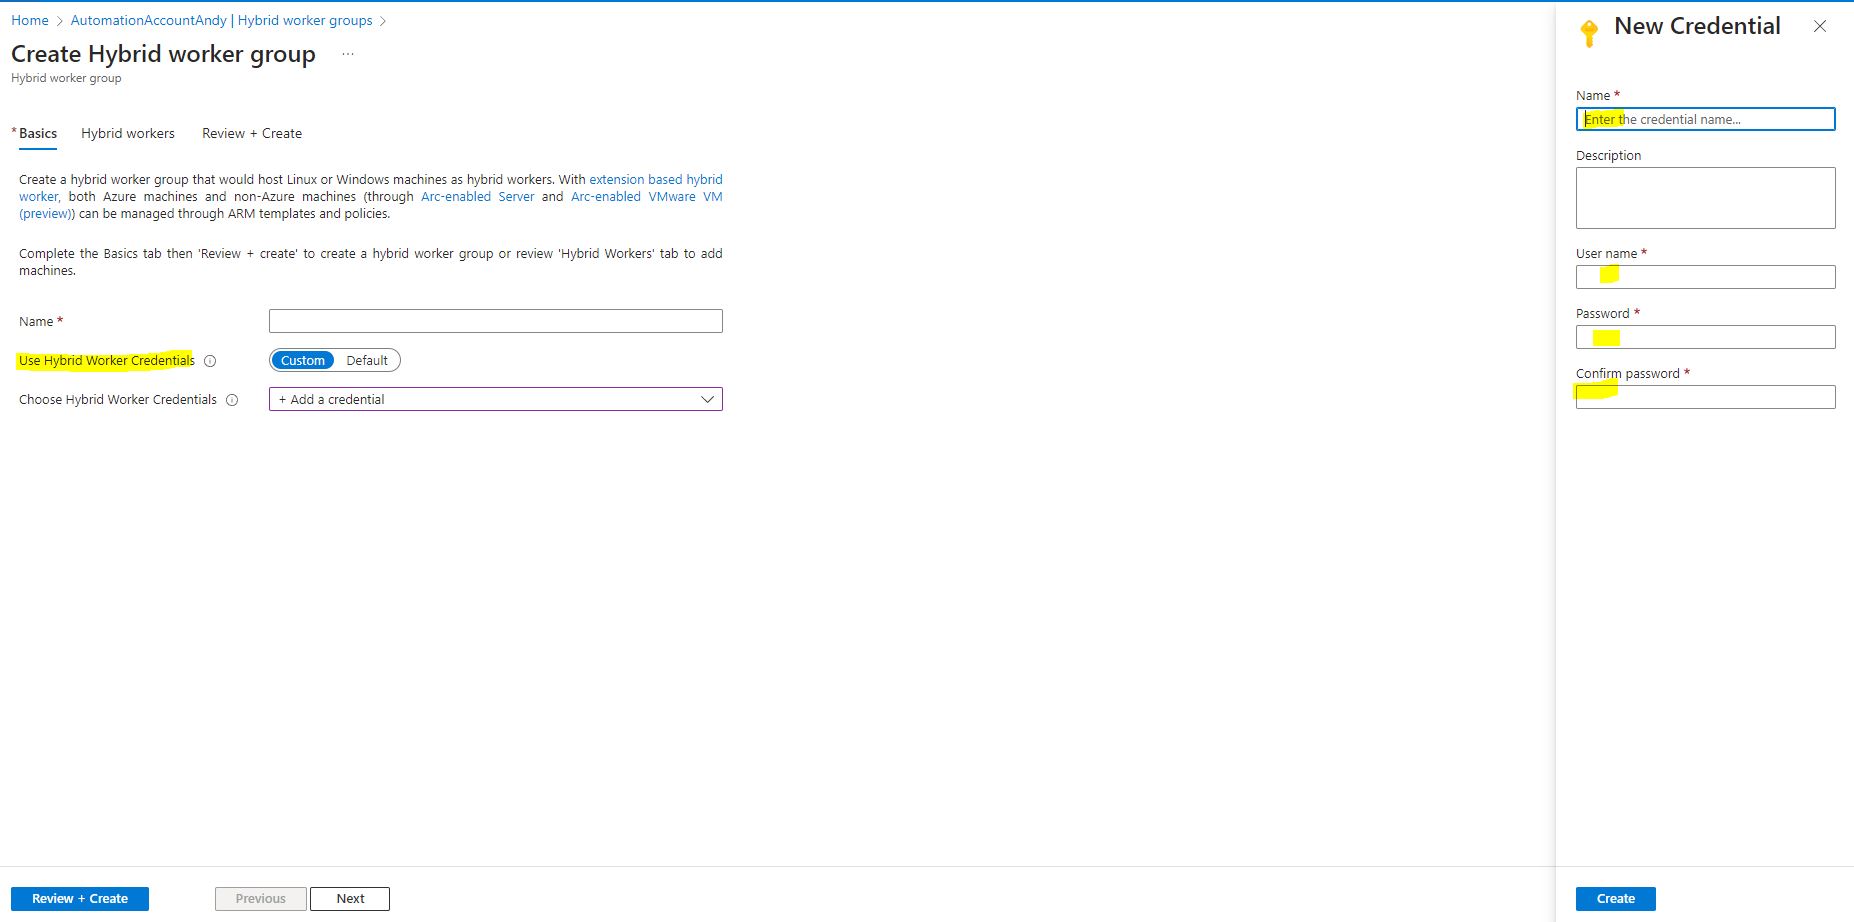 Home > AutomationAccountAndy | Hybrid worker groups >
Create Hybrid worker group ...
Hybrid worker group
* Basics Hybrid workers Review + Create
Create a hybrid worker group that would host Linux or Windows machines as hybrid workers. With extension based hybrid
worker, both Azure machines and non-Azure machines (through Arc-enabled Server and Arc-enabled VMware VM
(preview)) can be managed through ARM templates and policies.
Complete the Basics tab then 'Review + create' to create a hybrid worker group or review 'Hybrid Workers' tab to add
machines.
Name *
Use Hybrid Worker Credentials Custom Default
Choose Hybrid Worker Credentials + Add a credential
Review + Create Previous Next
New Credential
Name *
Enter the credential name...
Description
User name *
Password *
Confirm password *
Create